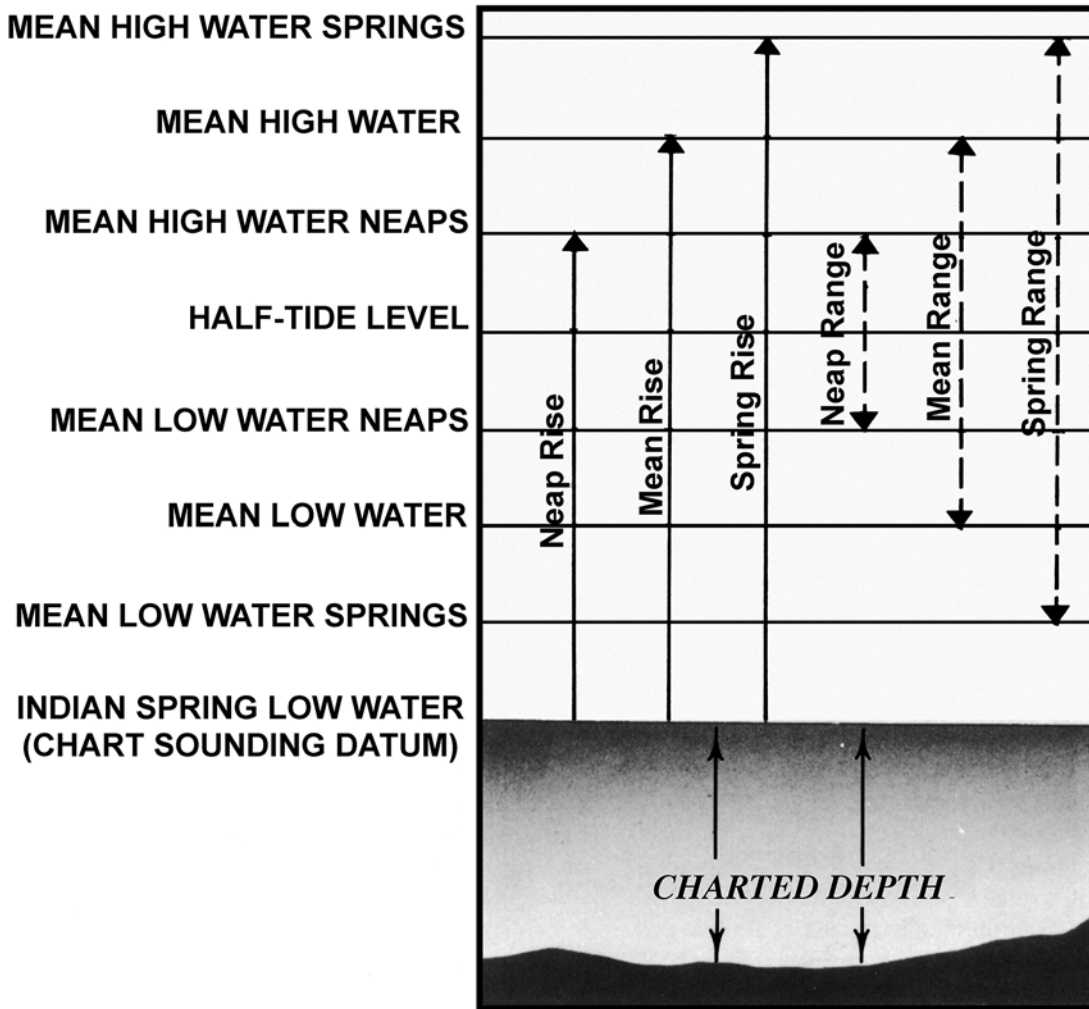 MEAN HIGH WATER SPRINGS
MEAN HIGH WATER
MEAN HIGH WATER NEAPS
HALF-TIDE LEVEL
MEAN LOW WATER NEAPS
MEAN LOW WATER
MEAN LOW WATER SPRINGS
INDIAN SPRING LOW WATER
(CHART SOUNDING DATUM)
Neap Rise
Mean Rise
Spring Rise
Neap Range
Mean Range
Spring Range
CHARTED DEPTH